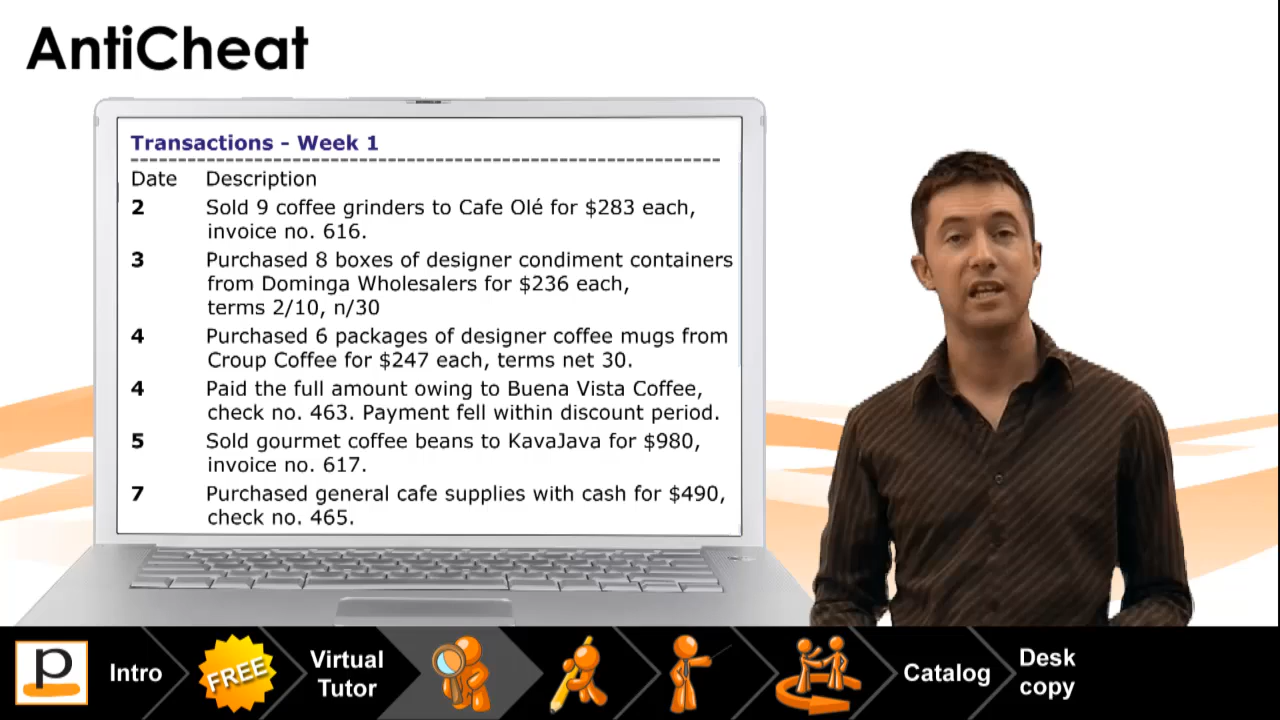 AntiCheat
Transactions - Week 1
Date Description
2 Sold 9 coffee grinders to Cafe Olé for $283 each,
invoice no. 616.
3 Purchased 8 boxes of designer condiment containers
from Dominga Wholesalers for $236 each,
terms 2/10, n/30
4 Purchased 6 packages of designer coffee mugs from
Croup Coffee for $247 each, terms net 30.
4 Paid the full amount owing to Buena Vista Coffee,
check no. 463. Payment fell within discount period.
5 Sold gourmet coffee beans to KavaJava for $980,
invoice no. 617.
7 Purchased general cafe supplies with cash for $490,
check no. 465.
p
Intro
FREE
Virtual
Tutor
Catalog
Desk
copy